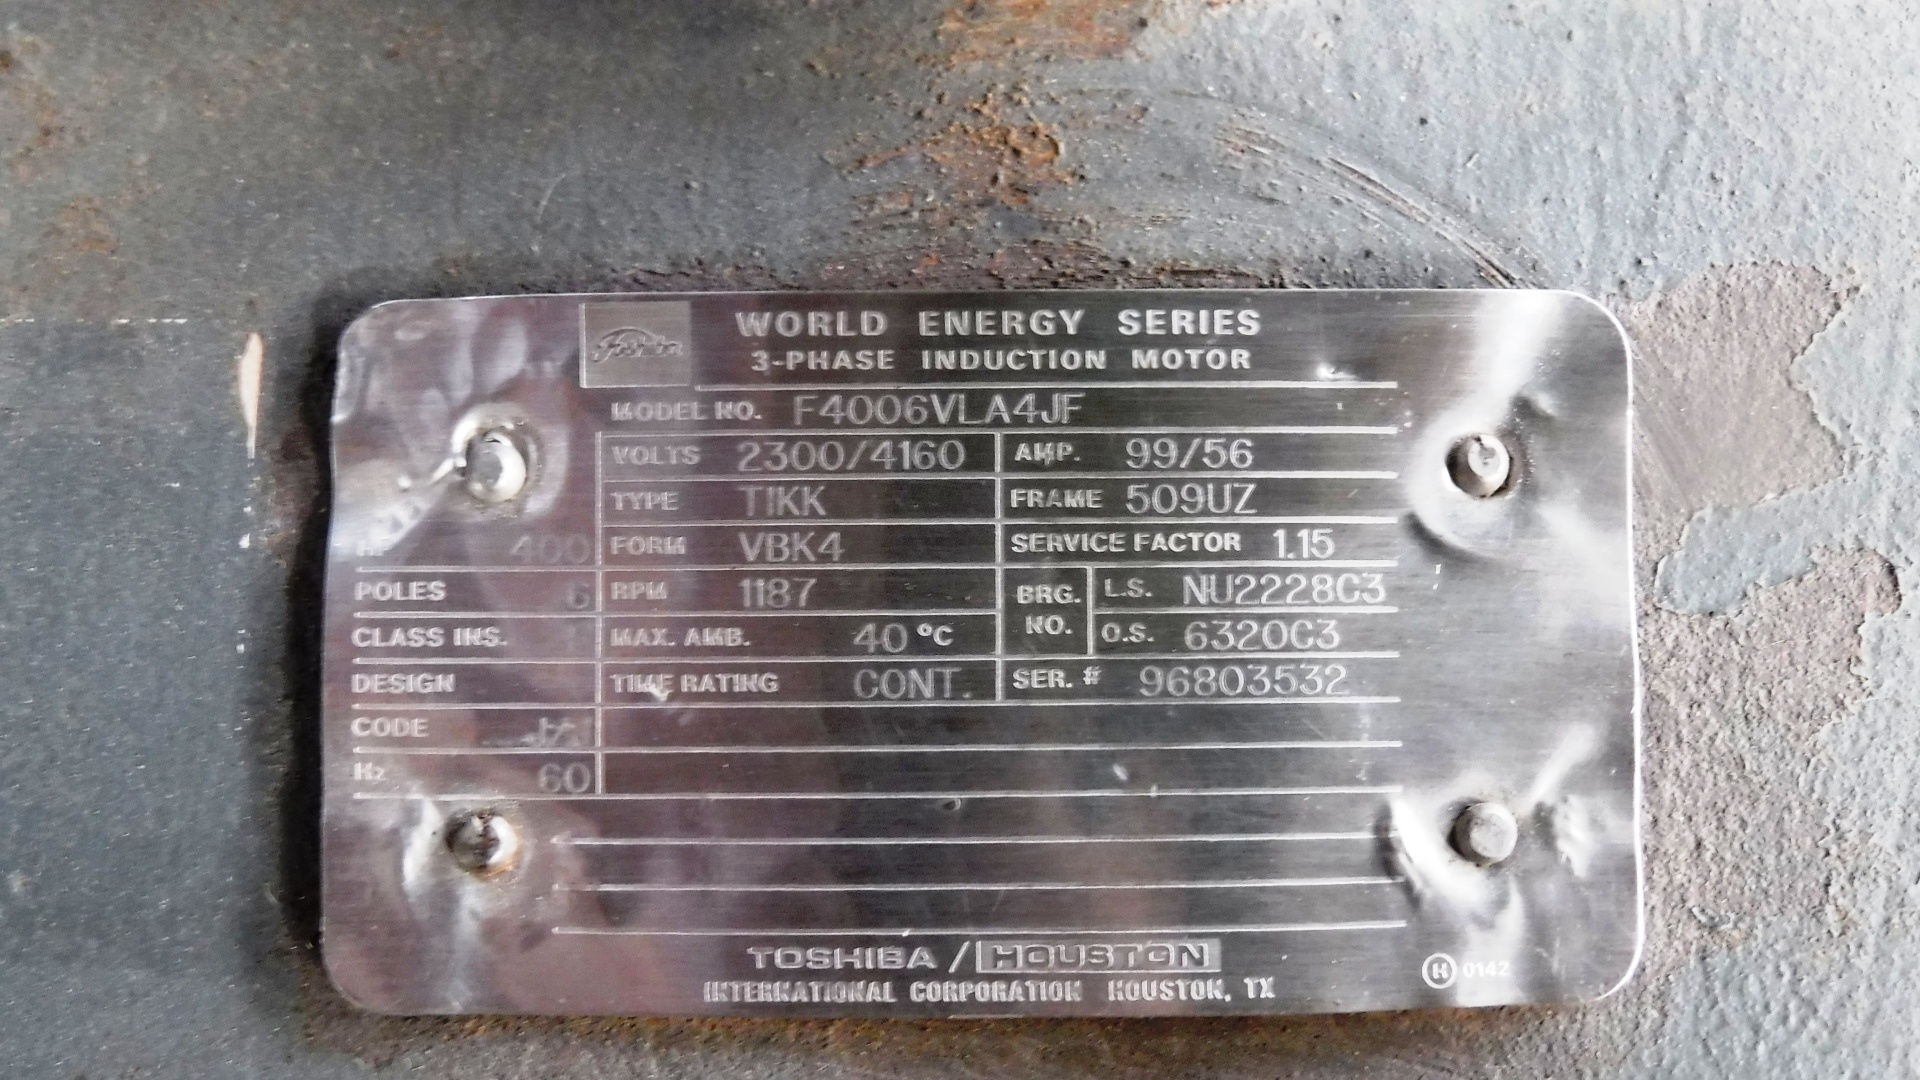 Toshiba
WORLD ENERGY SERIES
3-PHASE INDUCTION MOTOR
MODEL NO. F4006VLA4JF
VOLTS 2300/4160 AMP. 99/56
TYPE TIKK FRAME 509UZ
HP 400 FORM VBK4 SERVICE FACTOR 1.15
POLES 6 RPM 1187 BRG. NO. L.S. NU2228C3
CLASS INS. MAX. AMB. 40 °C O.S. 6320C3
DESIGN TIME RATING CONT. SER. # 96803532
CODE
Hz 60
TOSHIBA / HOUSTON
INTERNATIONAL CORPORATION HOUSTON, TX
H 0142